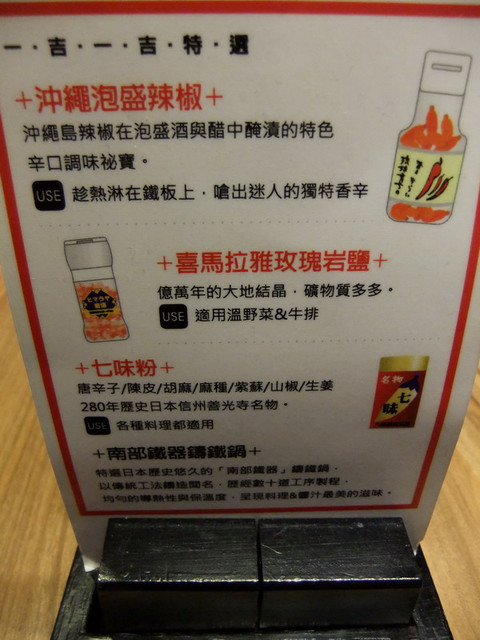 一・吉・一・吉・特・選
+沖繩泡盛辣椒+
沖繩島辣椒在泡盛酒與醋中醃漬的特色
辛口調味祕寶。
USE 趁熱淋在鐵板上，嗆出迷人的獨特香辛
+喜馬拉雅玫瑰岩鹽+
億萬年的大地結晶，礦物質多多。
USE 適用溫野菜&牛排
ヒマラヤ
岩塩
+七味粉+
唐辛子/陳皮/胡麻/麻種/紫蘇/山椒/生姜
280年歷史日本信州善光寺名物。
USE 各種料理都適用
名物
七味
+南部鐵器鑄鐵鍋+
特選日本歷史悠久的「南部鐵器」鑄鐵鍋，
以傳統工法鑄造聞名，歷經數十道工序製程，
均勻的導熱性與保溫度，呈現料理&醬汁最美的滋味。